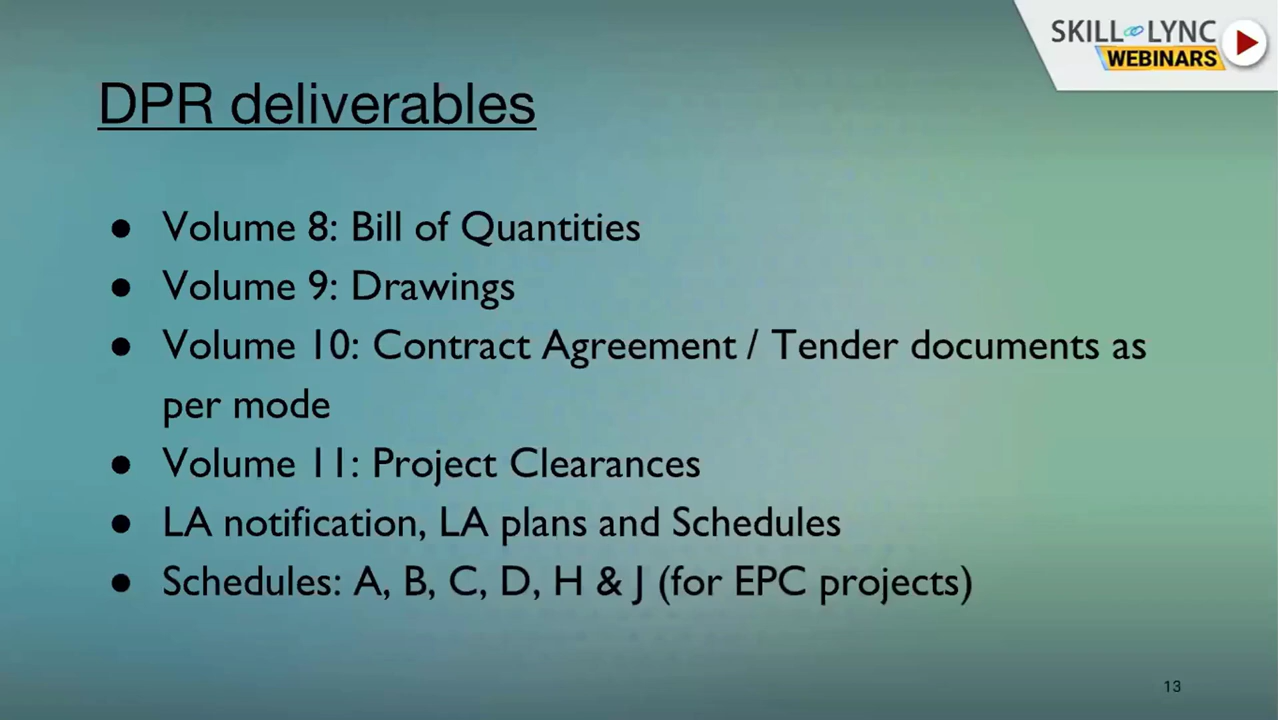 SKILL LYNC
WEBINARS
DPR deliverables
● Volume 8: Bill of Quantities
● Volume 9: Drawings
● Volume 10: Contract Agreement / Tender documents as
per mode
● Volume 11: Project Clearances
● LA notification, LA plans and Schedules
● Schedules: A, B, C, D, H & J (for EPC projects)
13